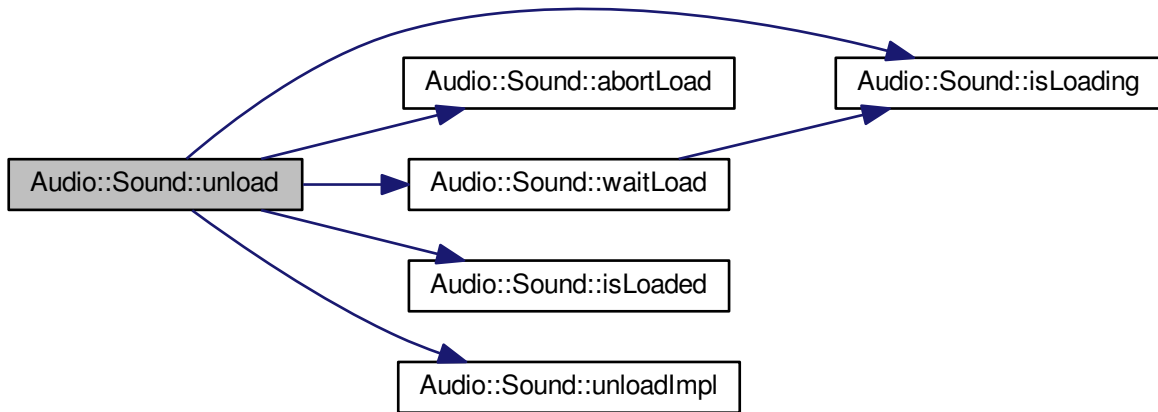 Audio::Sound::abortLoad
Audio::Sound::isLoading
Audio::Sound::unload
Audio::Sound::waitLoad
Audio::Sound::isLoaded
Audio::Sound::unloadImpl